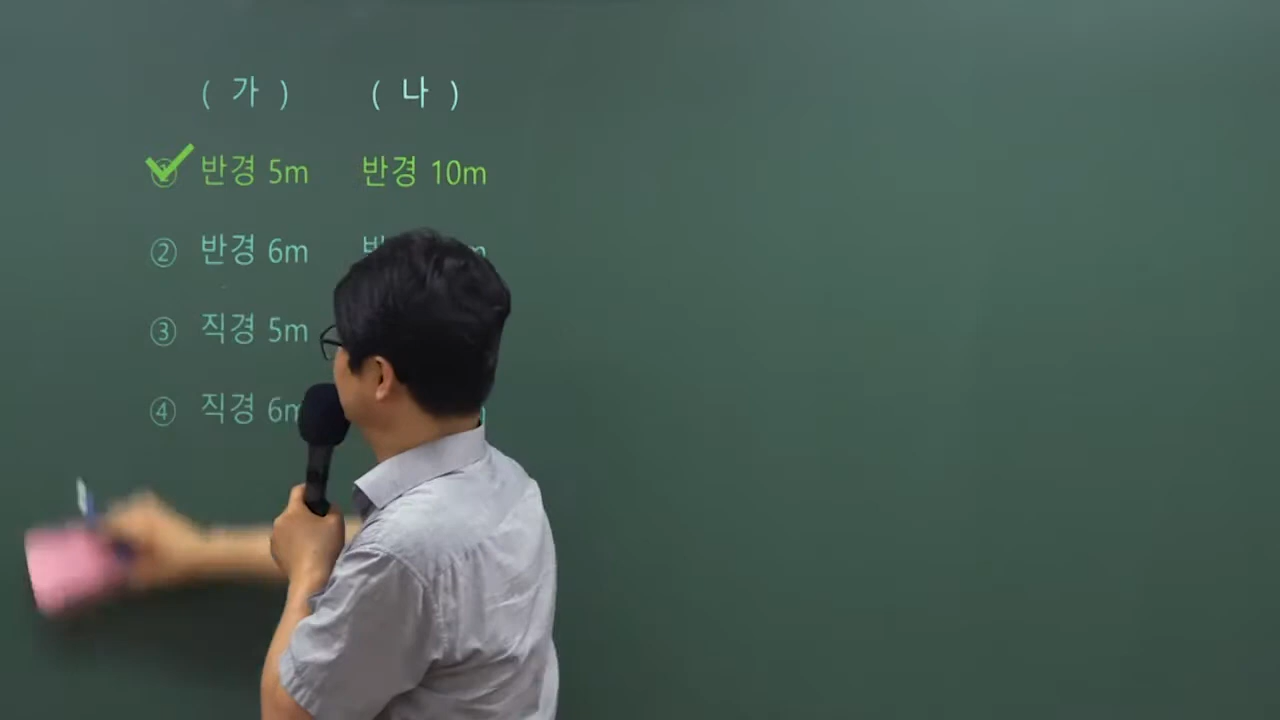 ( 가 ) ( 나 )
① 반경 5m 반경 10m
② 반경 6m
③ 직경 5m
④ 직경 6m